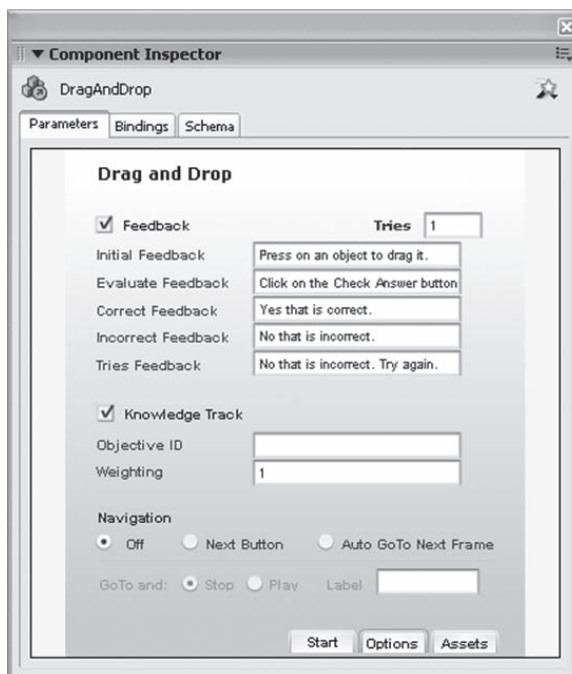 Component Inspector
DragAndDrop
Parameters Bindings Schema
Drag and Drop
Feedback Tries 1
Initial Feedback Press on an object to drag it.
Evaluate Feedback Click on the Check Answer button
Correct Feedback Yes that is correct.
Incorrect Feedback No that is incorrect.
Tries Feedback No that is incorrect. Try again.
Knowledge Track
Objective ID
Weighting 1
Navigation
Off Next Button Auto GoTo Next Frame
GoTo and: Stop Play Label
Start Options Assets